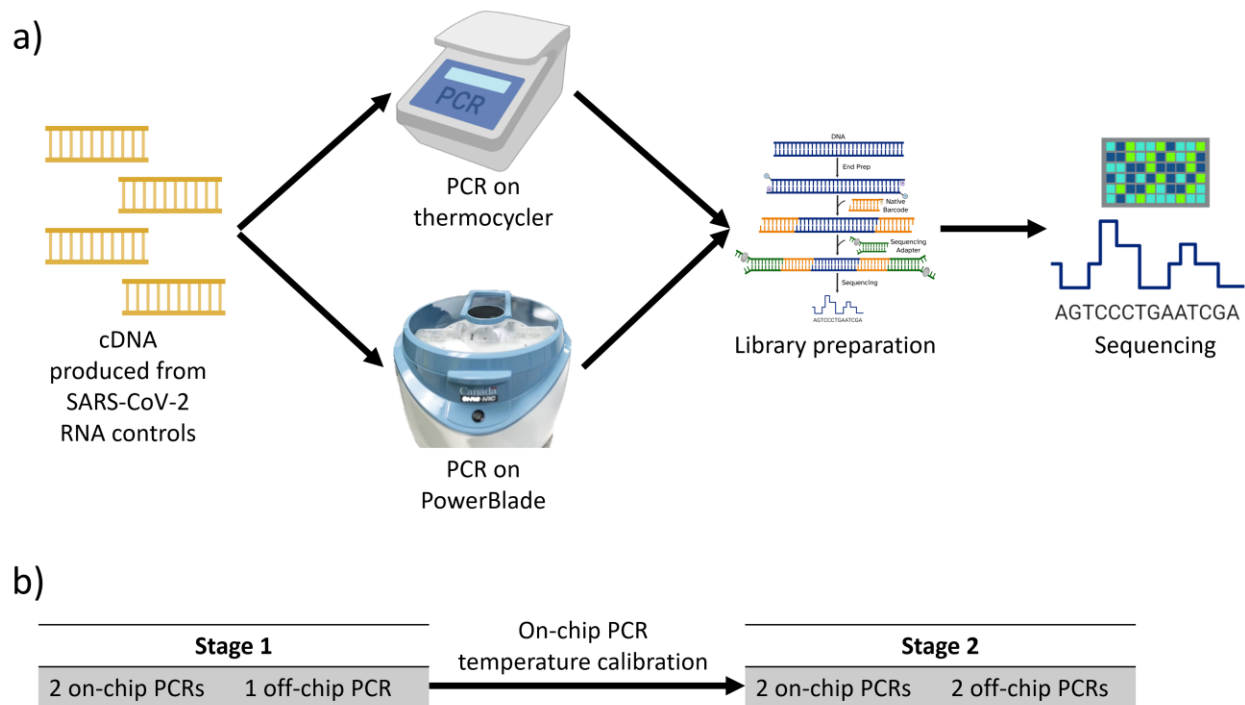 a)
PCR
PCR on
thermocycler
cDNA
produced from
SARS-CoV-2
RNA controls
Canada
PCR on
PowerBlade
DNA
End Prep
Native
Barcode
Sequencing
Adapter
Sequencing
AGTCCCTGAATCGA
Library preparation
AGTCCCTGAATCGA
Sequencing
b)
Stage 1
2 on-chip PCRs 1 off-chip PCR
On-chip PCR
temperature calibration
Stage 2
2 on-chip PCRs 2 off-chip PCRs